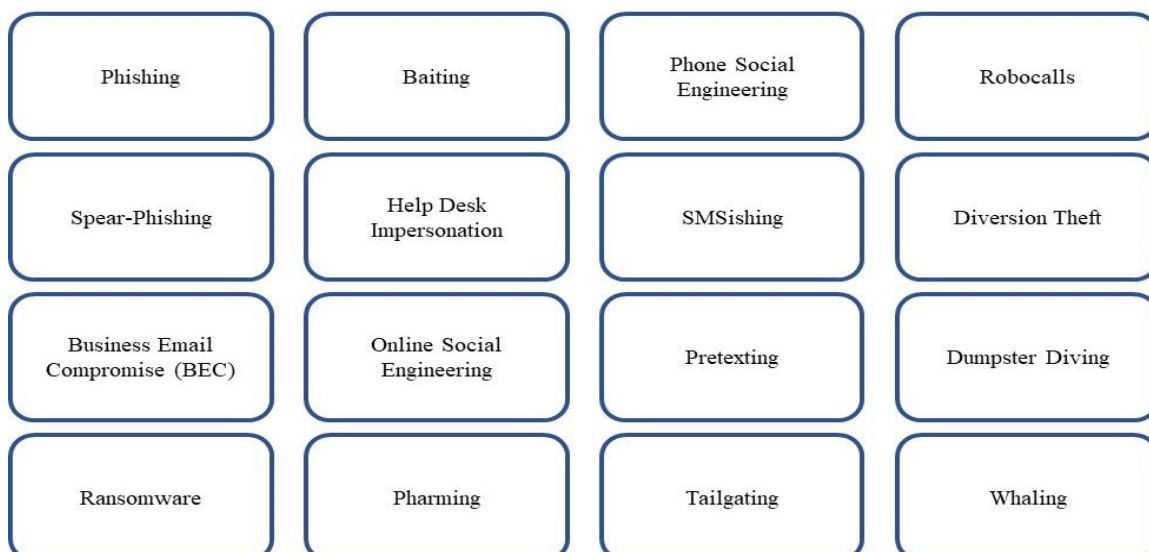 Phishing
Baiting
Phone Social
Engineering
Robocalls
Spear-Phishing
Help Desk
Impersonation
SMSishing
Diversion Theft
Business Email
Compromise (BEC)
Online Social
Engineering
Pretexting
Dumpster Diving
Ransomware
Pharming
Tailgating
Whaling